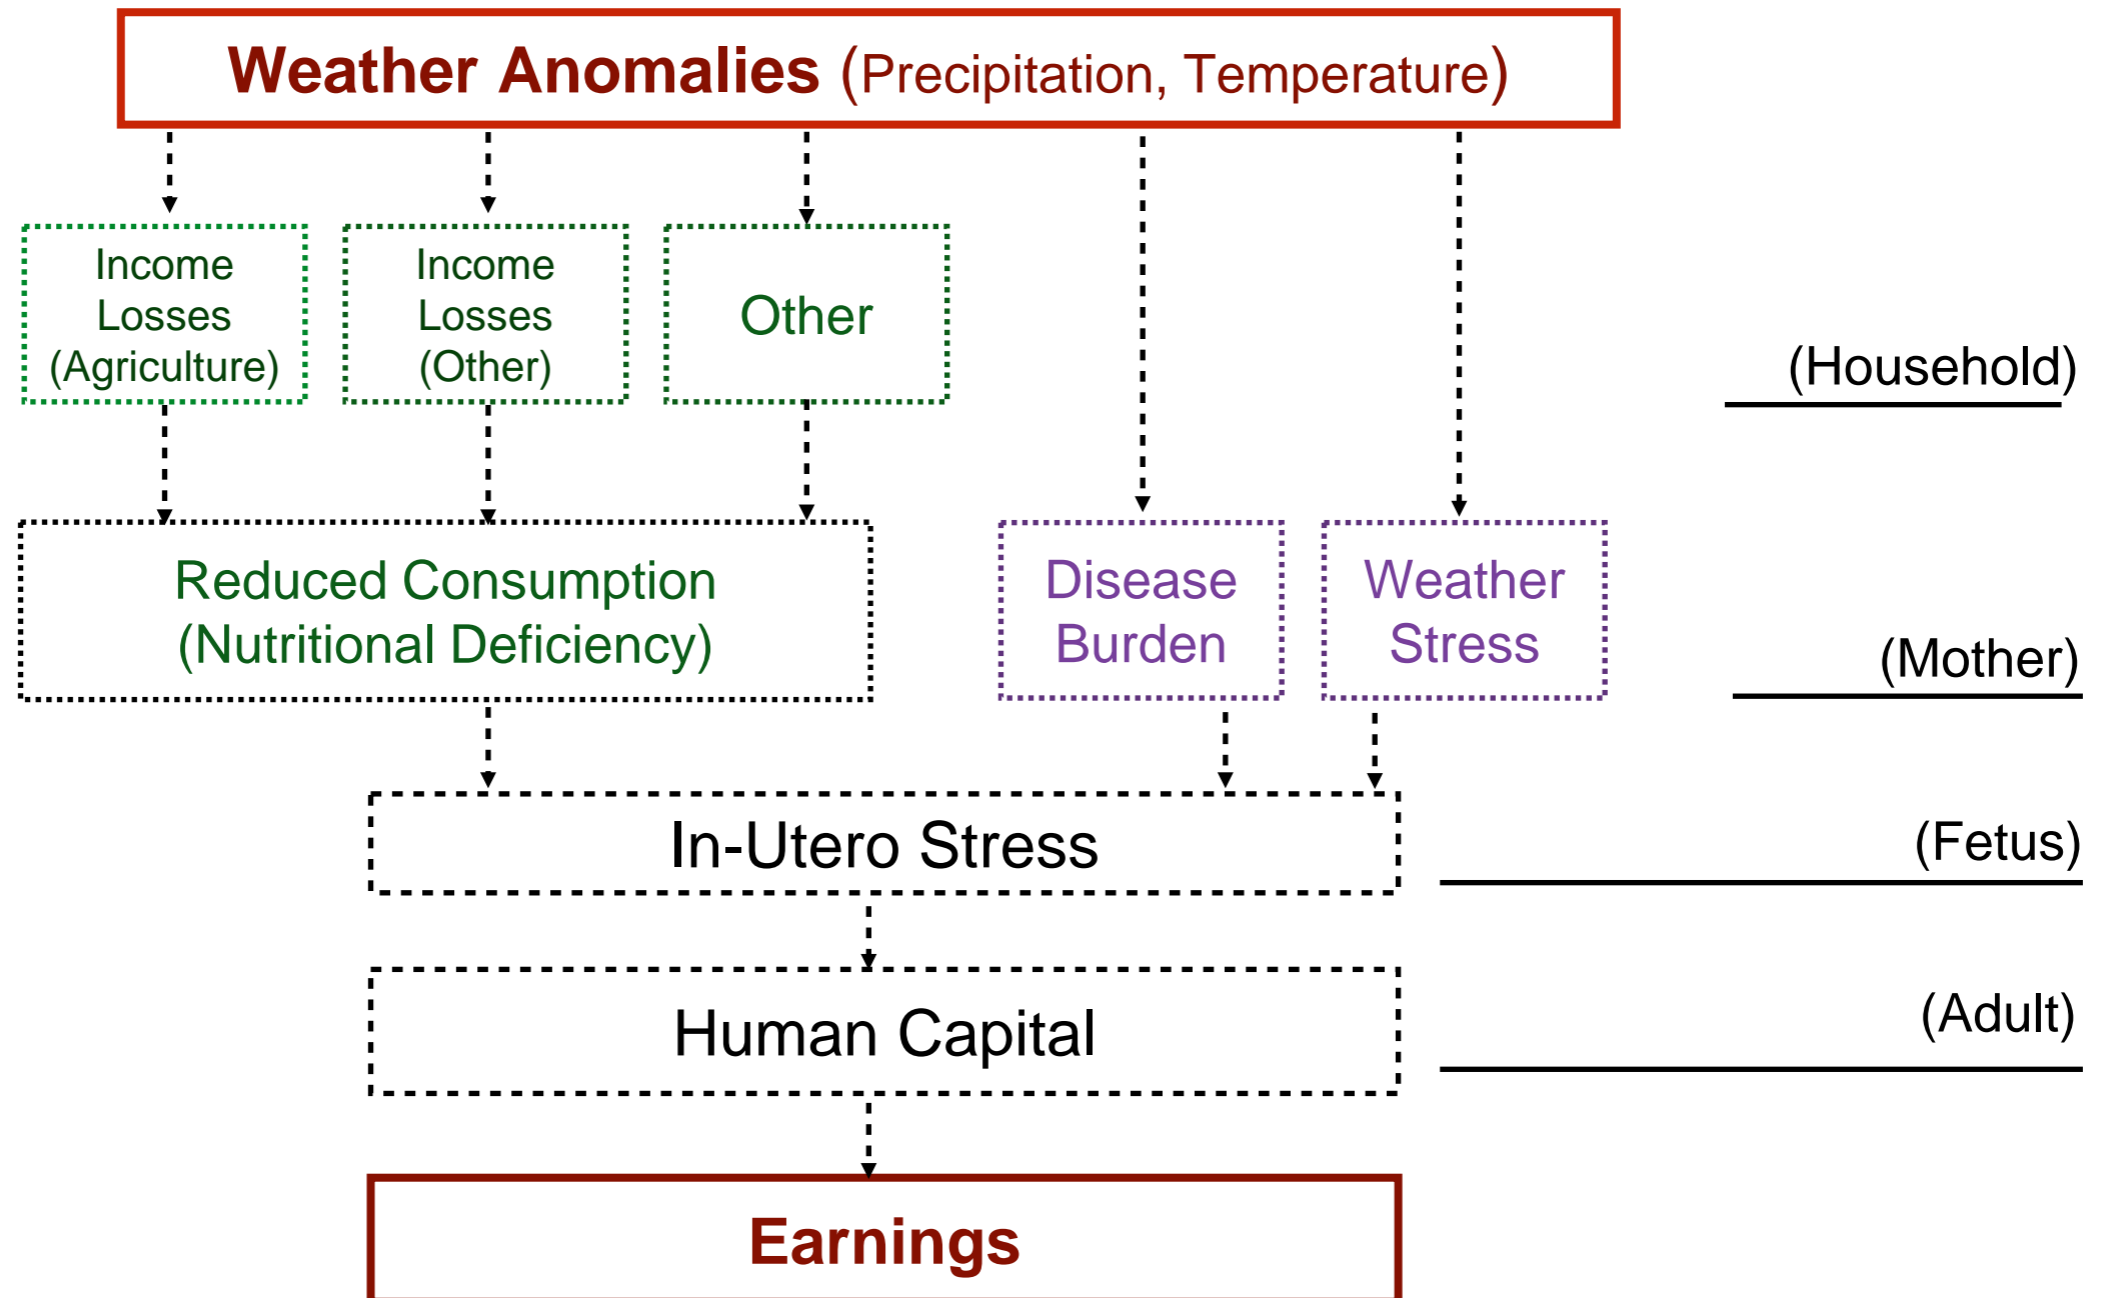 Weather Anomalies (Precipitation, Temperature)
Income
Losses
(Agriculture)
Income
Losses
(Other)
Other
(Household)
Reduced Consumption
(Nutritional Deficiency)
Disease
Burden
Weather
Stress
(Mother)
In-Utero Stress
(Fetus)
Human Capital
(Adult)
Earnings